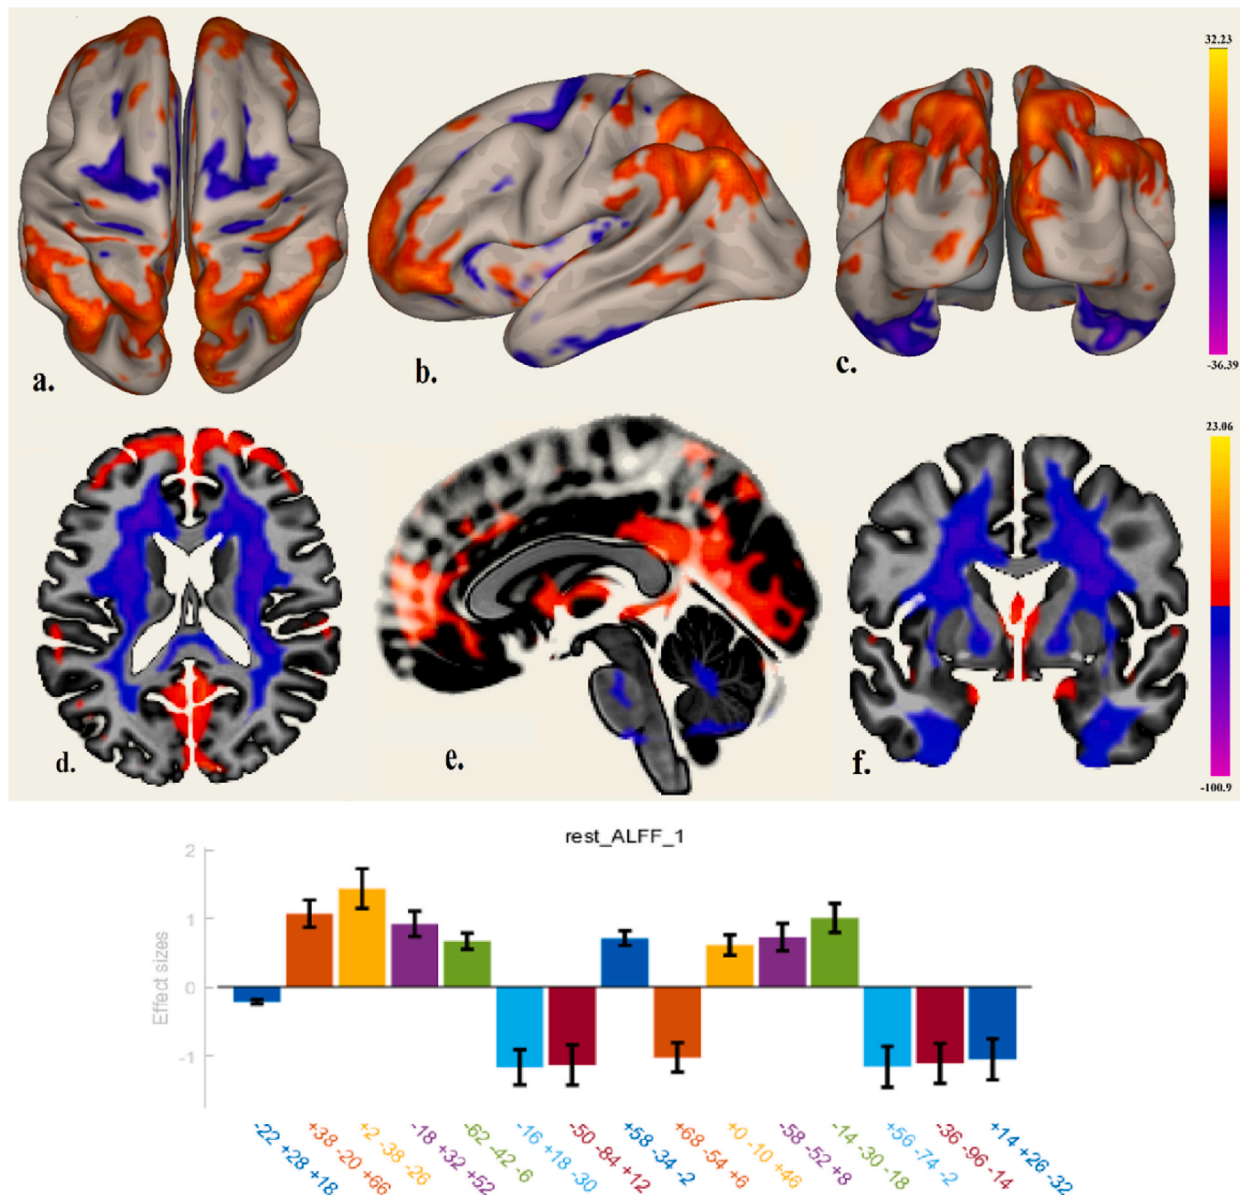 32.23
a.
b.
c.
-36.39
23.06
d.
e.
f.
-100.9
rest_ALFF_1
Effect sizes
2
1
0
-1
-22 +28 +18
+38 -20 +66
+2 -38 -26
-18 +32 +52
-62 -42 -6
-16 +18 -30
-50 -84 +12
+58 -34 -2
+68 -54 +6
+0 -10 +46
-58 -52 +8
-14 -30 -18
+56 -74 -2
-36 -96 -14
+14 +26 -32